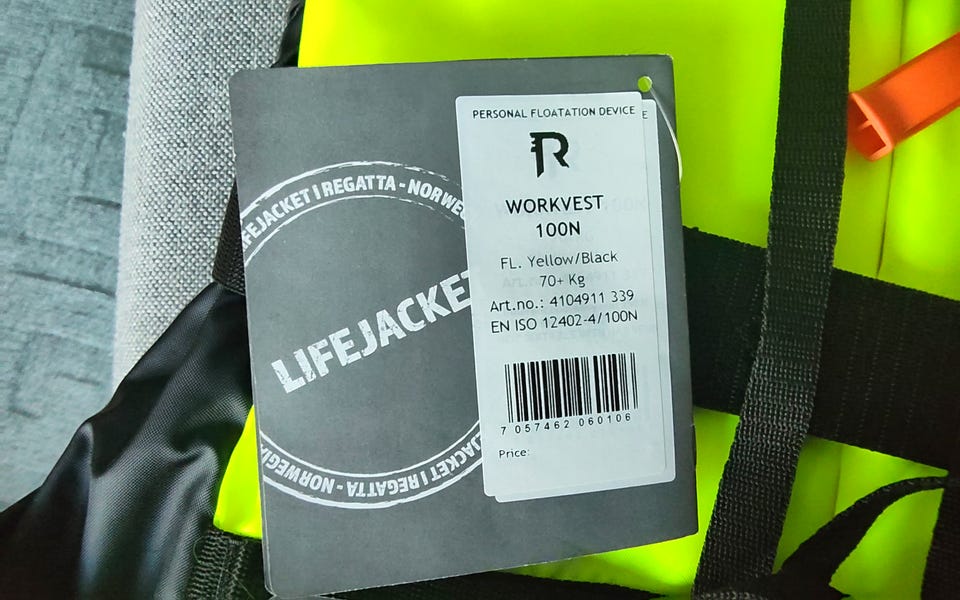 PERSONAL FLOATATION DEVICE
R
WORKVEST
100N
FL. Yellow/Black
70+ Kg
Art.no.: 4104911 339
EN ISO 12402-4/100N
7 057462 060106
Price:
LIFEJACKET I REGATTA - NORWE
LIFEJACKET
JACKET I REGATTA - NORWEGI
E